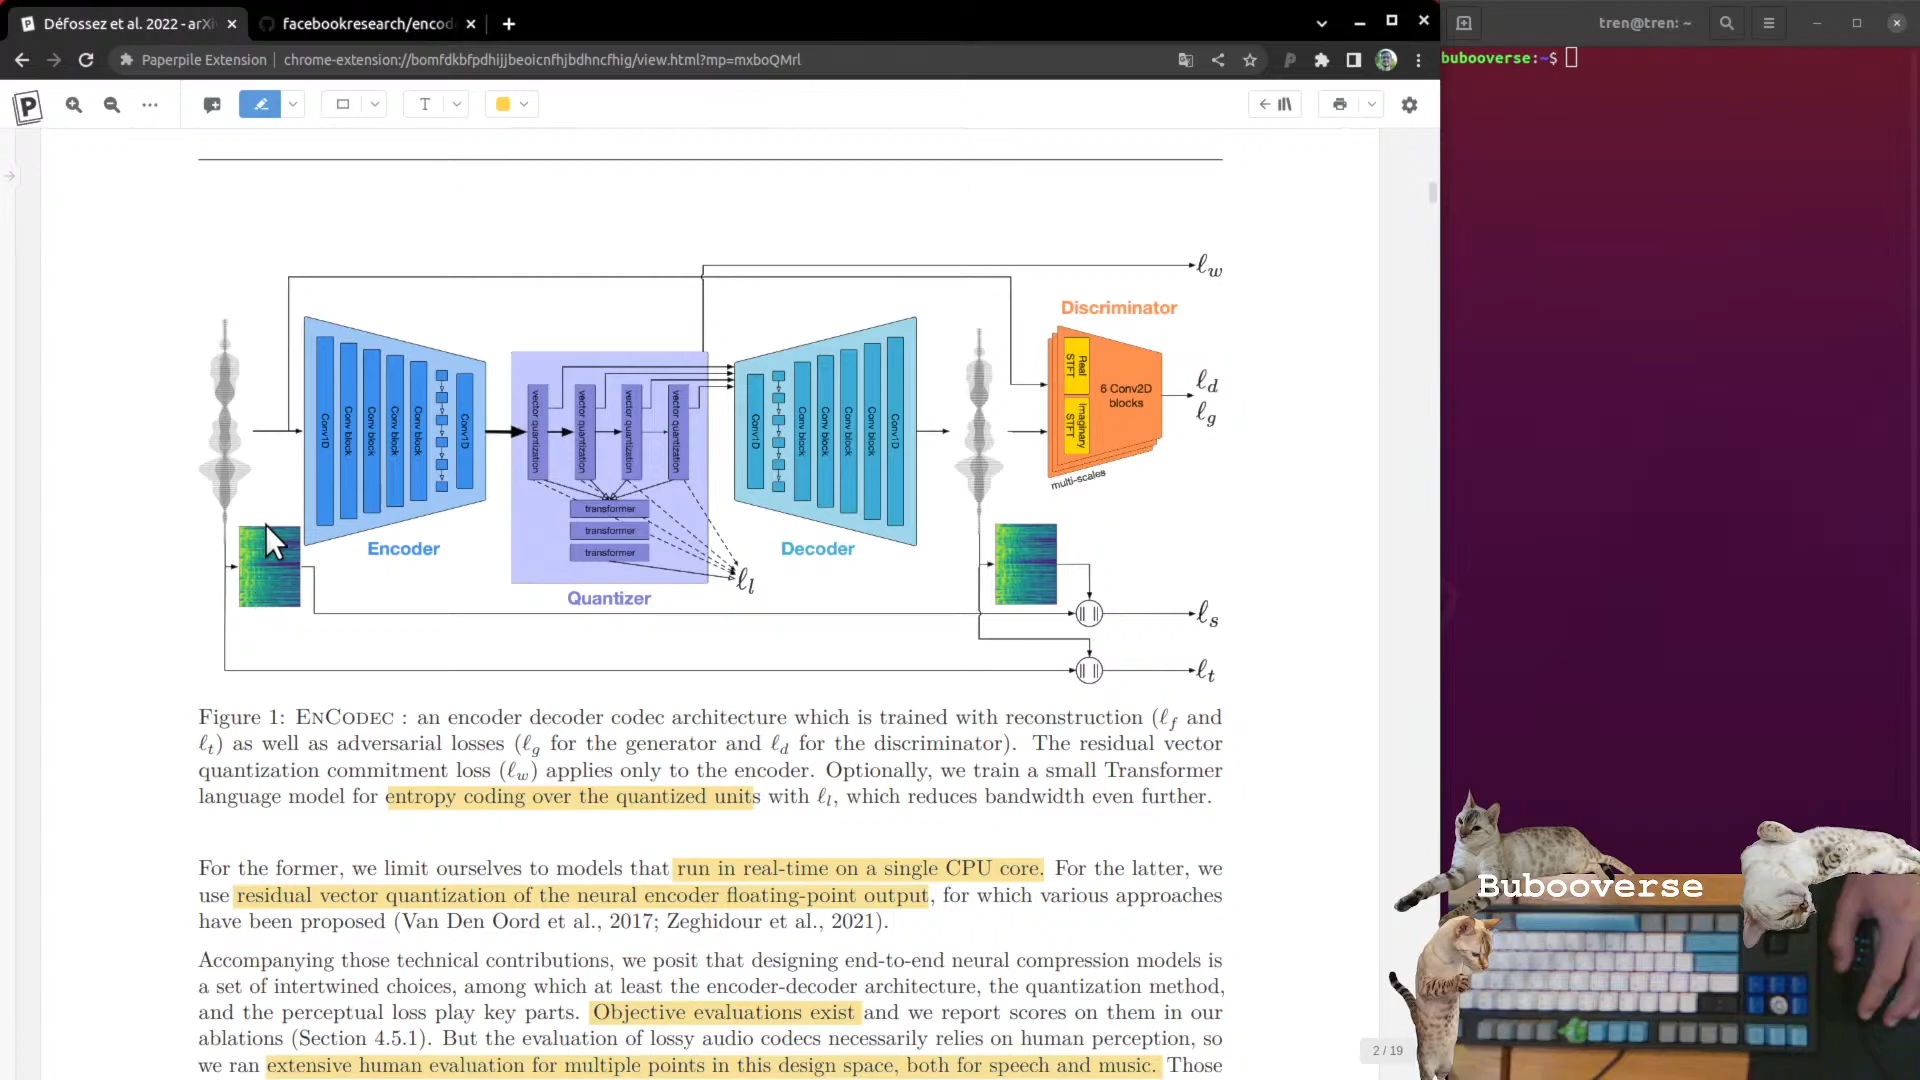 Défossez et al. 2022 - arXi
facebookresearch/encod
tren@tren: ~
Paperpile Extension
chrome-extension://bomfdkbfpdhijjbeoicnfhjbdhncfhig/view.html?mp=mxboQMrl
bubooverse:~$
P
T
ℓw
Discriminator
Real STFT
Imaginary STFT
6 Conv2D
blocks
multi-scales
ℓd
ℓg
Conv1D
Conv block
Conv block
Conv block
Conv block
Conv1D
vector quantization
vector quantization
vector quantization
vector quantization
Conv1D
Conv block
Conv block
Conv block
Conv block
Conv1D
transformer
transformer
transformer
Encoder
Decoder
Quantizer
ℓl
ℓs
ℓt
Figure 1: ENCODEC : an encoder decoder codec architecture which is trained with reconstruction (ℓf and
ℓt) as well as adversarial losses (ℓg for the generator and ℓd for the discriminator). The residual vector
quantization commitment loss (ℓw) applies only to the encoder. Optionally, we train a small Transformer
language model for entropy coding over the quantized units with ℓl, which reduces bandwidth even further.
For the former, we limit ourselves to models that run in real-time on a single CPU core. For the latter, we
use residual vector quantization of the neural encoder floating-point output, for which various approaches
have been proposed (Van Den Oord et al., 2017; Zeghidour et al., 2021).
Accompanying those technical contributions, we posit that designing end-to-end neural compression models is
a set of intertwined choices, among which at least the encoder-decoder architecture, the quantization method,
and the perceptual loss play key parts. Objective evaluations exist and we report scores on them in our
ablations (Section 4.5.1). But the evaluation of lossy audio codecs necessarily relies on human perception, so
we ran extensive human evaluation for multiple points in this design space, both for speech and music. Those
2 / 19
Bubooverse